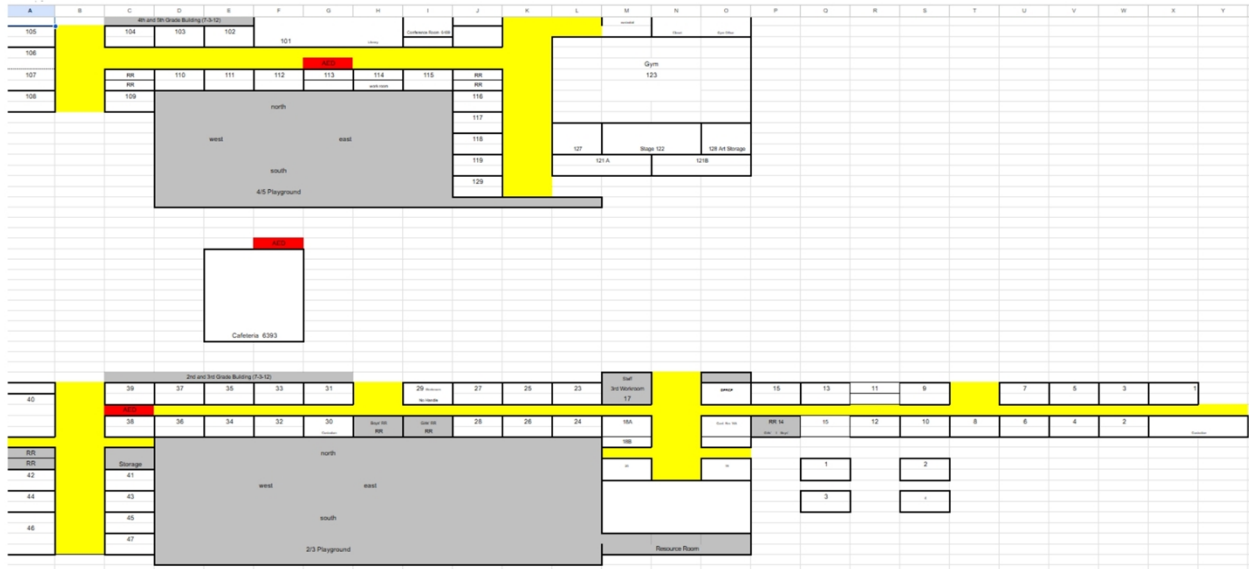 A B C D E F G H I J K L M N O P Q R S T U V W X Y
4th and 5th Grade Building (7-3-12)
105 104 103 102 101 Library Conference Room
106
AED
Gym
107 RR 110 111 112 113 114 115 RR 123
RR RR
108 109 116
north
117
west east 118 127 Stage 122 128 Art Storage
119 121 A 121B
south
129
4/5 Playground
AED
Cafeteria 6393
2nd and 3rd Grade Building (7-3-12)
39 37 35 33 31 29 27 25 23 3rd Workroom 15 13 11 9 7 5 3 1
40 No Handle 17
AED
38 36 34 32 30 RR RR 28 26 24 18A RR 14 12 10 8 6 4 2
18B
RR north
RR Storage 1 2
42 41
west east
44 43 3
45 south
46
47
2/3 Playground Resource Room